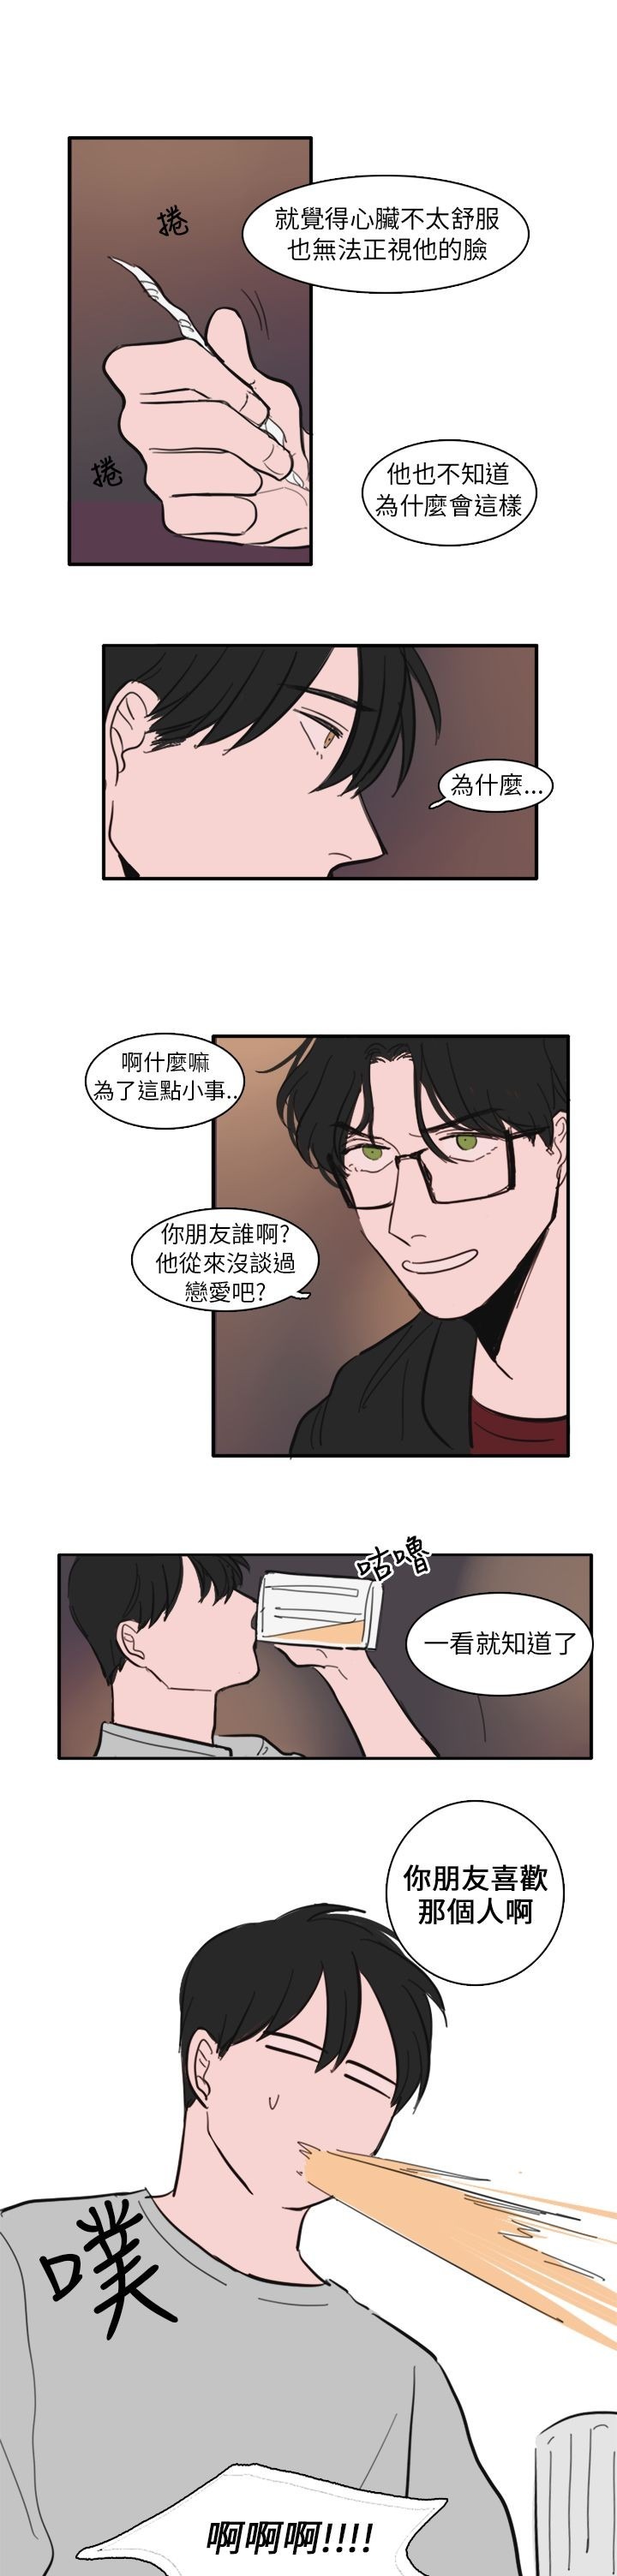 捲
就覺得心臟不太舒服
也無法正視他的臉
捲
他也不知道
為什麼會這樣
為什麼...
啊什麼嘛
為了這點小事..
你朋友誰啊?
他從來沒談過
戀愛吧?
咕嚕
一看就知道了
你朋友喜歡
那個人啊
噗
啊啊啊!!!!